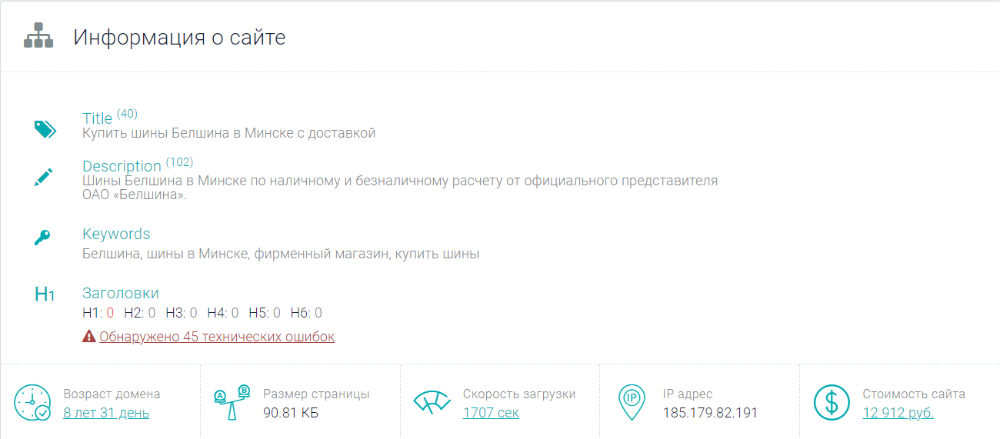 Информация о сайте
Title (40)
Купить шины Белшина в Минске с доставкой
Description (102)
Шины Белшина в Минске по наличному и безналичному расчету от официального представителя
ОАО «Белшина».
Keywords
Белшина, шины в Минске, фирменный магазин, купить шины
H1 Заголовки
H1: 0 H2: 0 H3: 0 H4: 0 H5: 0 H6: 0
Обнаружено 45 технических ошибок
Возраст домена
8 лет 31 день
A B Размер страницы
90.81 КБ
Скорость загрузки
1707 сек
IP IP адрес
185.179.82.191
$ Стоимость сайта
12 912 руб.